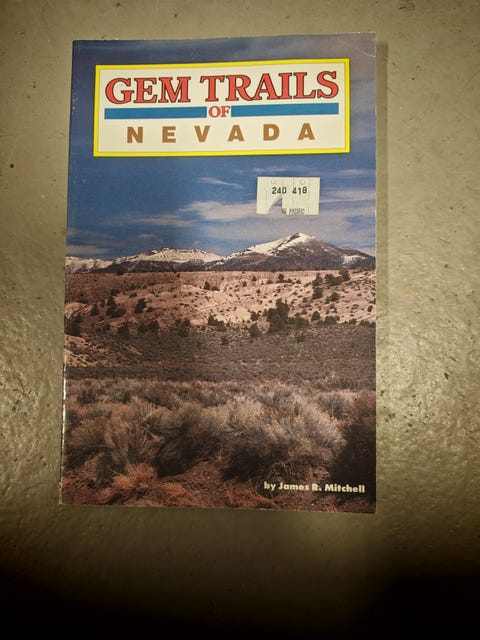 GEM TRAILS
OF
NEVADA
240 418
by James R. Mitchell